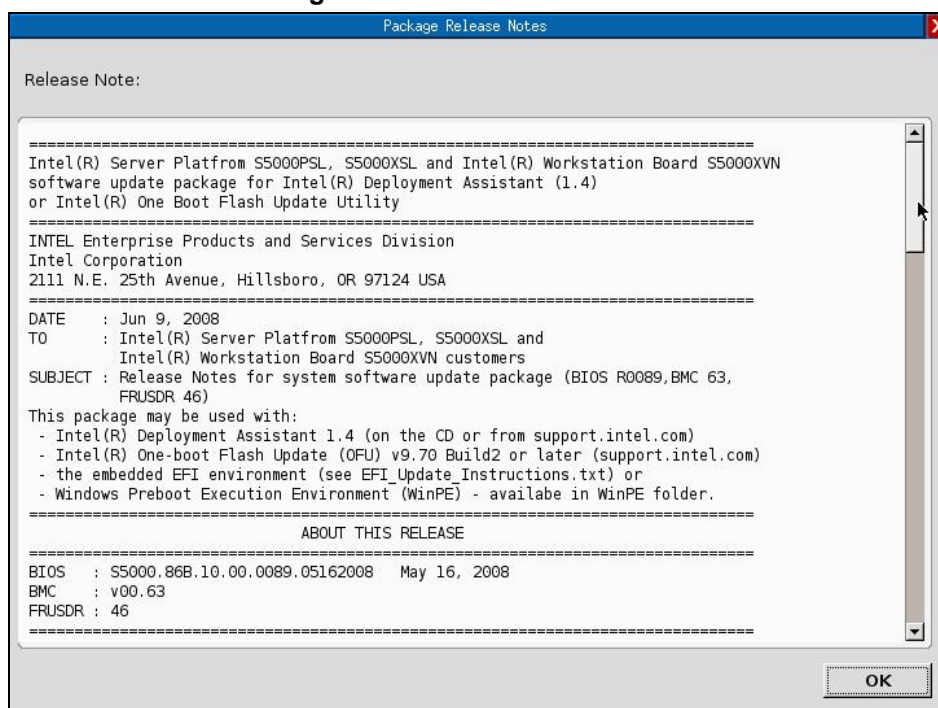 Package Release Notes
X
Release Note:
================================================================================
Intel(R) Server Platfrom S5000PSL, S5000XSL and Intel(R) Workstation Board S5000XVN
software update package for Intel(R) Deployment Assistant (1.4)
or Intel(R) One Boot Flash Update Utility
================================================================================
INTEL Enterprise Products and Services Division
Intel Corporation
2111 N.E. 25th Avenue, Hillsboro, OR 97124 USA
================================================================================
DATE    : Jun 9, 2008
TO      : Intel(R) Server Platfrom S5000PSL, S5000XSL and
Intel(R) Workstation Board S5000XVN customers
SUBJECT : Release Notes for system software update package (BIOS R0089,BMC 63,
FRUSDR 46)
This package may be used with:
- Intel(R) Deployment Assistant 1.4 (on the CD or from support.intel.com)
- Intel(R) One-boot Flash Update (OFU) v9.70 Build2 or later (support.intel.com)
- the embedded EFI environment (see EFI_Update_Instructions.txt) or
- Windows Preboot Execution Environment (WinPE) - availabe in WinPE folder.
================================================================================
ABOUT THIS RELEASE
================================================================================
BIOS   : S5000.86B.10.00.0089.05162008   May 16, 2008
BMC    : v00.63
FRUSDR : 46
================================================================================
OK